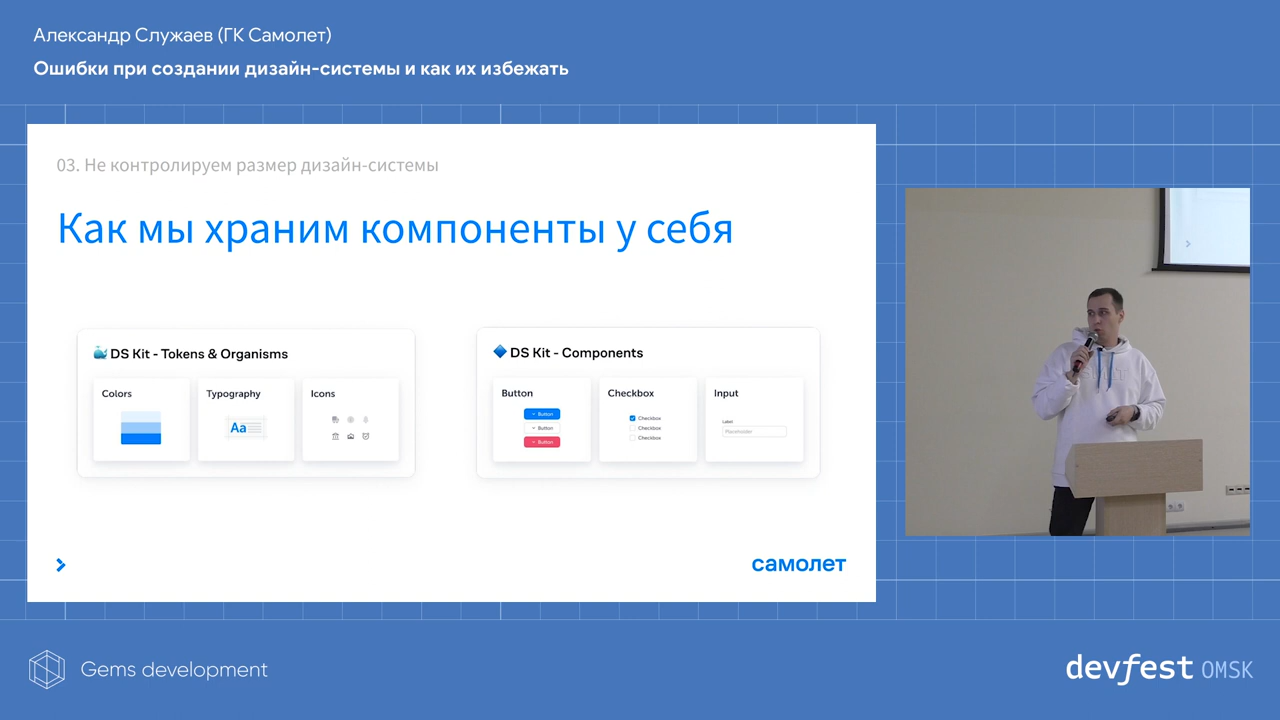 Александр Служаев (ГК Самолет)
Ошибки при создании дизайн-системы и как их избежать
03. Не контролируем размер дизайн-системы
Как мы храним компоненты у себя
DS Kit - Tokens & Organisms
Colors
Typography
Icons
Aa
DS Kit - Components
Button
Checkbox
Input
Button
Button
Button
Checkbox
Checkbox
Checkbox
Label
Placeholder
самолет
Gems development
devfest OMSK